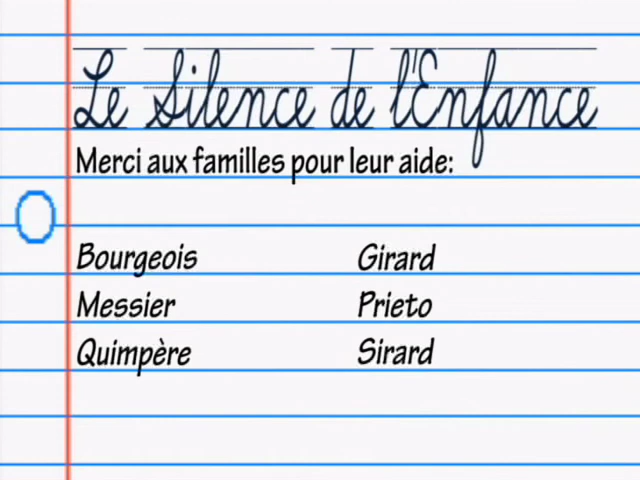 Le Silence de l'Enfance
Merci aux familles pour leur aide:
Bourgeois Girard
Messier Prieto
Quimpère Sirard